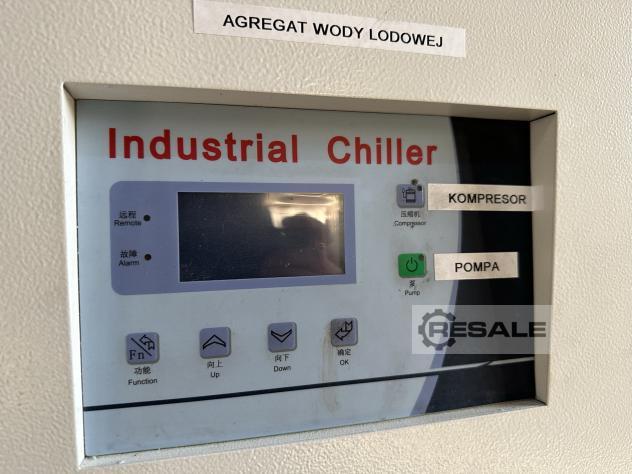 AGREGAT WODY LODOWEJ
Industrial Chiller
远程
Remote
故障
Alarm
压缩机
Compressor
KOMPRESOR
泵
Pump
POMPA
RESALE
Fn
功能
Function
向上
Up
向下
Down
确定
OK